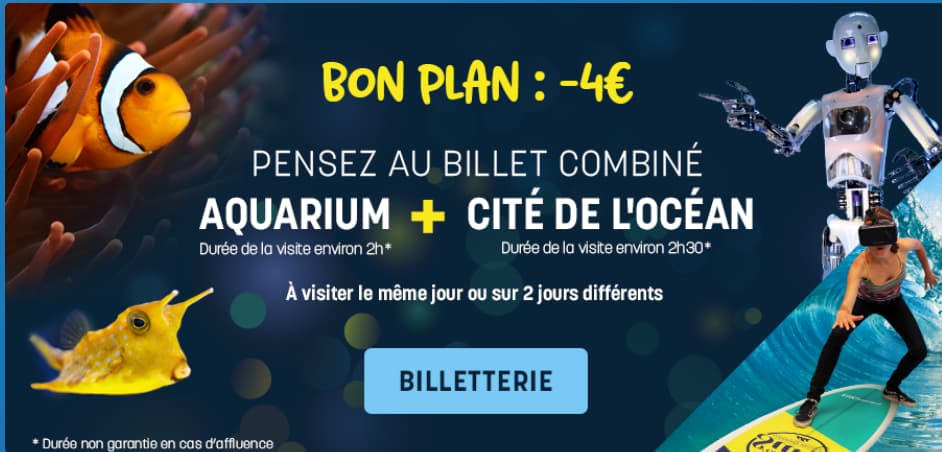 BON PLAN : -4€
PENSEZ AU BILLET COMBINÉ
AQUARIUM + CITÉ DE L'OCÉAN
Durée de la visite environ 2h* Durée de la visite environ 2h30*
À visiter le même jour ou sur 2 jours différents
BILLETTERIE
* Durée non garantie en cas d'affluence